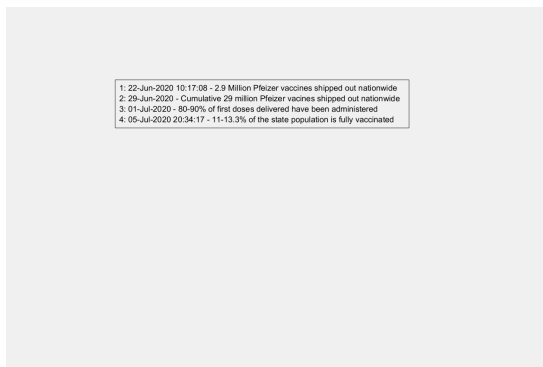 1: 22-Jun-2020 10:17:08 - 2.9 Million Pfeizer vaccines shipped out nationwide
2: 29-Jun-2020 - Cumulative 29 million Pfeizer vacines shipped out nationwide
3: 01-Jul-2020 - 80-90% of first doses delivered have been administered
4: 05-Jul-2020 20:34:17 - 11-13.3% of the state population is fully vaccinated